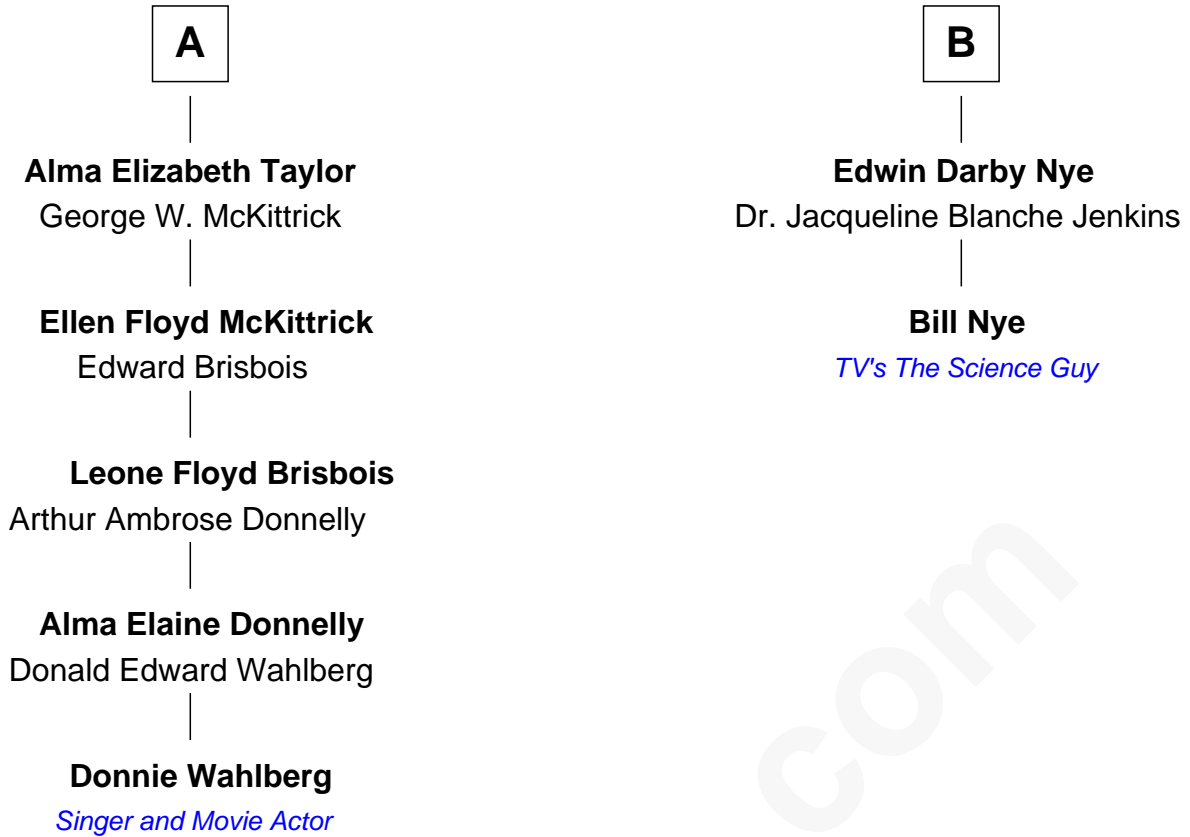 A
Alma Elizabeth Taylor
George W. McKittrick
Ellen Floyd McKittrick
Edward Brisbois
Leone Floyd Brisbois
Arthur Ambrose Donnelly
Alma Elaine Donnelly
Donald Edward Wahlberg
Donnie Wahlberg
Singer and Movie Actor
B
Edwin Darby Nye
Dr. Jacqueline Blanche Jenkins
Bill Nye
TV's The Science Guy
com